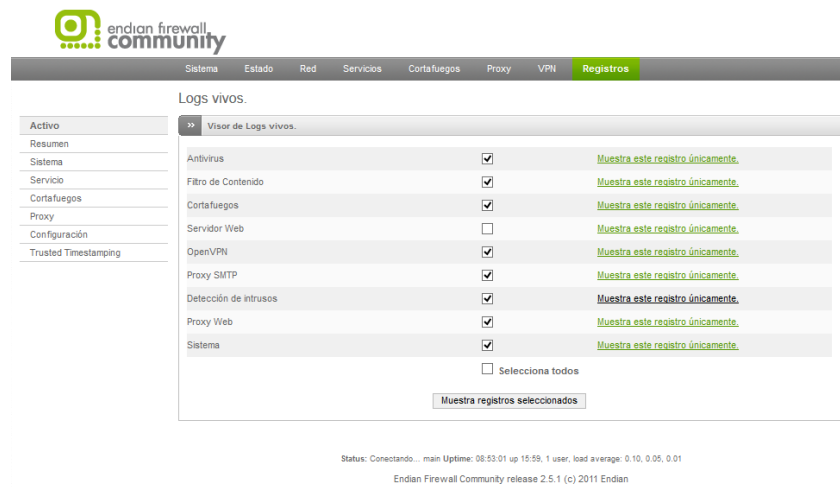 endian firewall
community
Sistema Estado Red Servicios Cortafuegos Proxy VPN Registros
Logs vivos.
Activo
Resumen
Sistema
Servicio
Cortafuegos
Proxy
Configuración
Trusted Timestamping
>> Visor de Logs vivos.
Antivirus Muestra este registro únicamente.
Filtro de Contenido Muestra este registro únicamente.
Cortafuegos Muestra este registro únicamente.
Servidor Web Muestra este registro únicamente.
OpenVPN Muestra este registro únicamente.
Proxy SMTP Muestra este registro únicamente.
Detección de intrusos Muestra este registro únicamente.
Proxy Web Muestra este registro únicamente.
Sistema Muestra este registro únicamente.
Selecciona todos
Muestra registros seleccionados
Status: Conectando... main Uptime: 08:53:01 up 15:59, 1 user, load average: 0.10, 0.05, 0.01
Endian Firewall Community release 2.5.1 (c) 2011 Endian